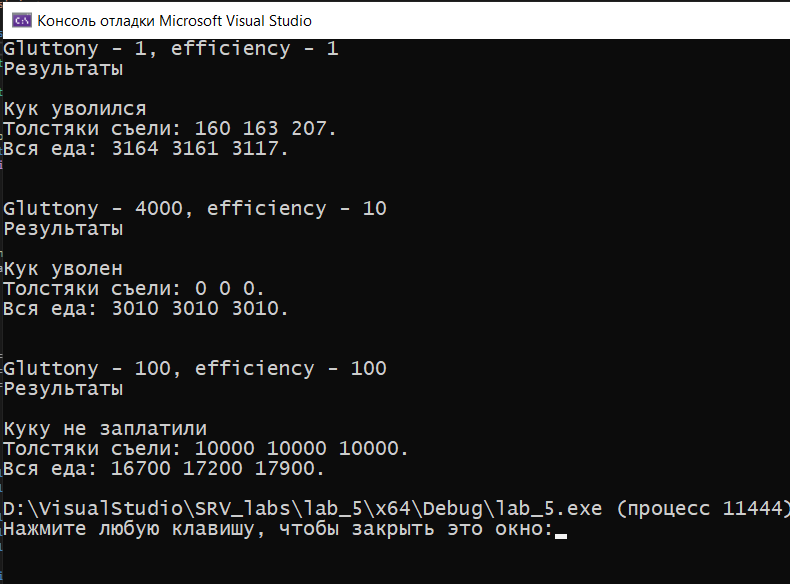 Консоль отладки Microsoft Visual Studio
Gluttony - 1, efficiency - 1
Результаты
Кук уволился
Толстяки съели: 160 163 207.
Вся еда: 3164 3161 3117.
Gluttony - 4000, efficiency - 10
Результаты
Кук уволен
Толстяки съели: 0 0 0.
Вся еда: 3010 3010 3010.
Gluttony - 100, efficiency - 100
Результаты
Куку не заплатили
Толстяки съели: 10000 10000 10000.
Вся еда: 16700 17200 17900.
D:\VisualStudio\SRV_labs\lab_5\x64\Debug\lab_5.exe (процесс 11444)
Нажмите любую клавишу, чтобы закрыть это окно: